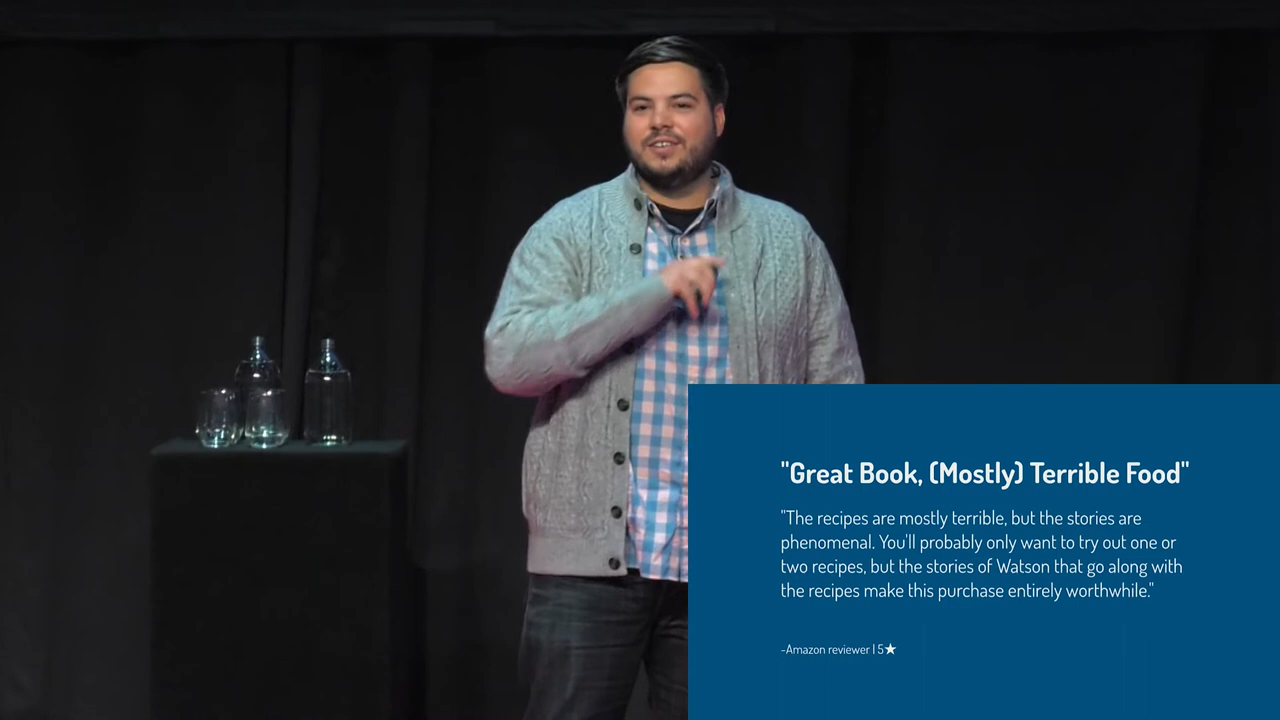 "Great Book, (Mostly) Terrible Food"
"The recipes are mostly terrible, but the stories are
phenomenal. You'll probably only want to try out one or
two recipes, but the stories of Watson that go along with
the recipes make this purchase entirely worthwhile."
-Amazon reviewer | 5★